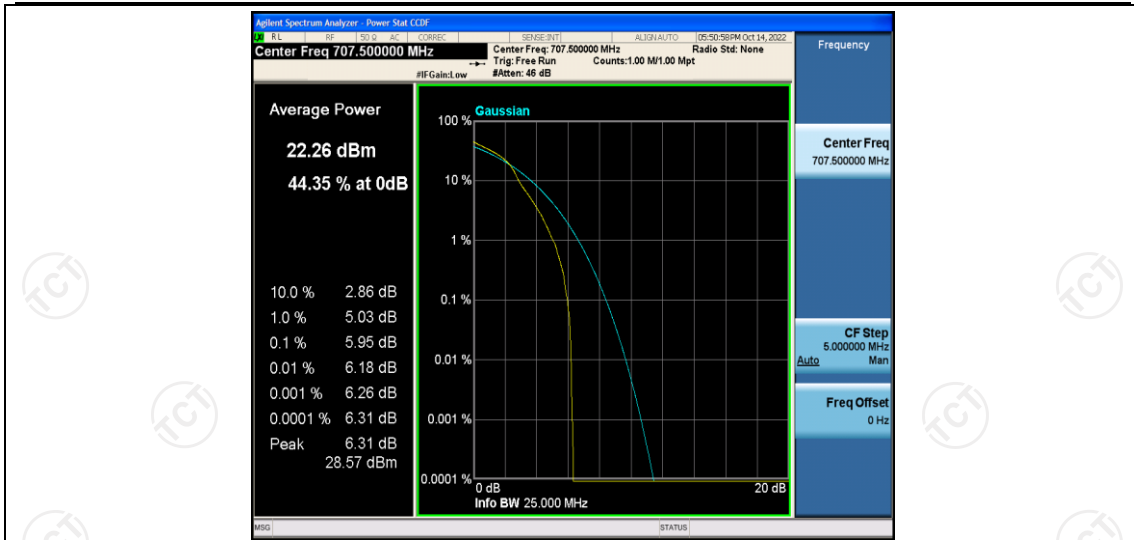 Agilent Spectrum Analyzer - Power Stat CCDF
LXI RL RF 50 Ω AC CORREC SENSE:INT ALIGN AUTO 05:50:58PM Oct 14, 2022
Center Freq 707.500000 MHz
Center Freq: 707.500000 MHz Radio Std: None
Trig: Free Run Counts:1.00 M/1.00 Mpt
#IFGain:Low #Atten: 46 dB
Frequency
Average Power
22.26 dBm
44.35 % at 0dB
10.0 % 2.86 dB
1.0 % 5.03 dB
0.1 % 5.95 dB
0.01 % 6.18 dB
0.001 % 6.26 dB
0.0001 % 6.31 dB
Peak 6.31 dB
28.57 dBm
Gaussian
100 %
10 %
1 %
0.1 %
0.01 %
0.001 %
0.0001 %
0 dB 20 dB
Info BW 25.000 MHz
Center Freq
707.500000 MHz
CF Step
5.000000 MHz
Auto Man
Freq Offset
0 Hz
MSG STATUS
TCT
TCT
TCT
TCT